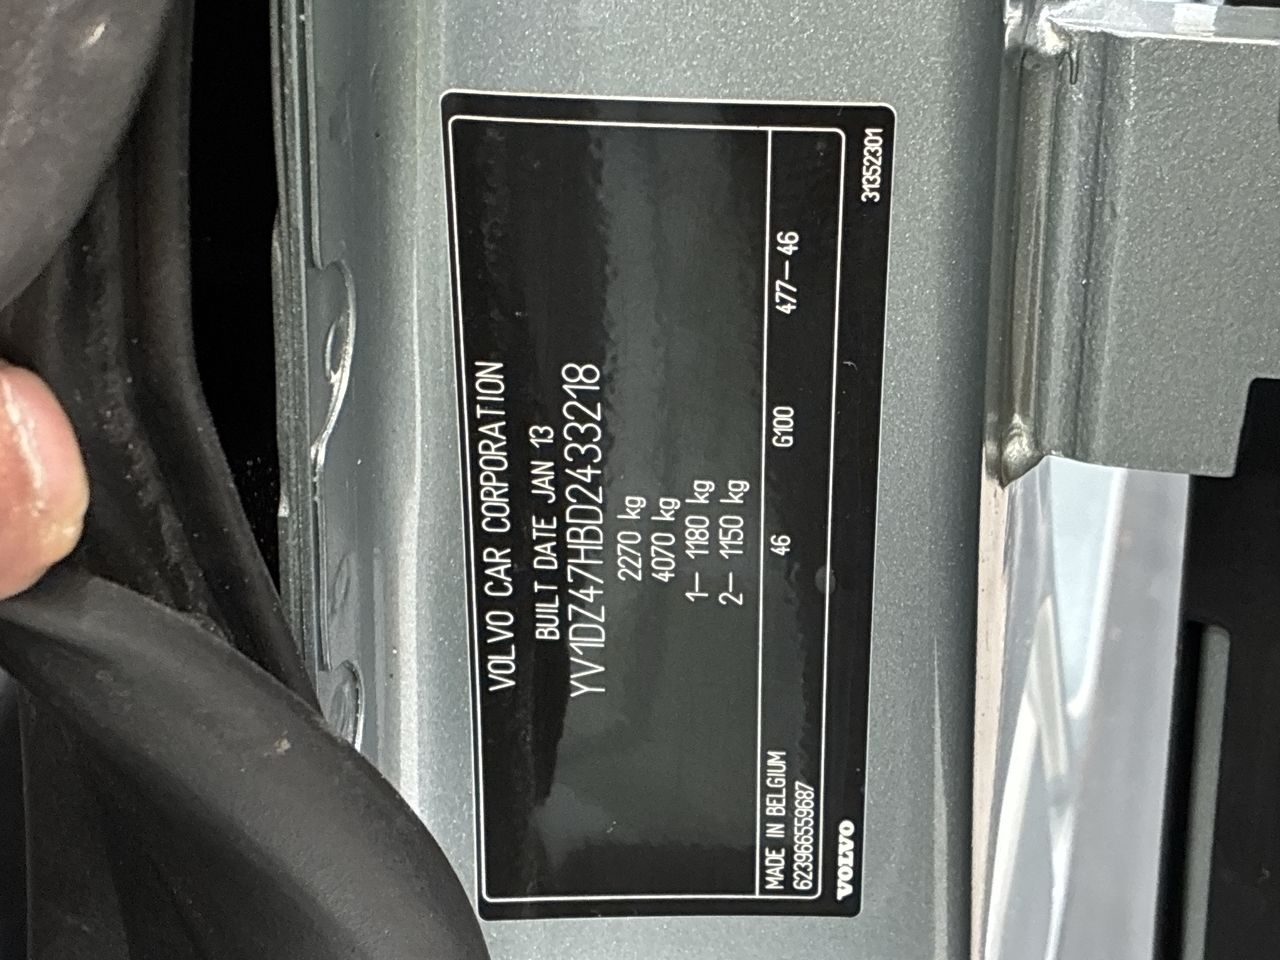 VOLVO CAR CORPORATION
BUILT DATE JAN 13
YV1DZ47HBD2433218
2270 kg
4070 kg
1– 1180 kg
2– 1150 kg
MADE IN BELGIUM 46 G100 477–46
623966559687
VOLVO 31352301